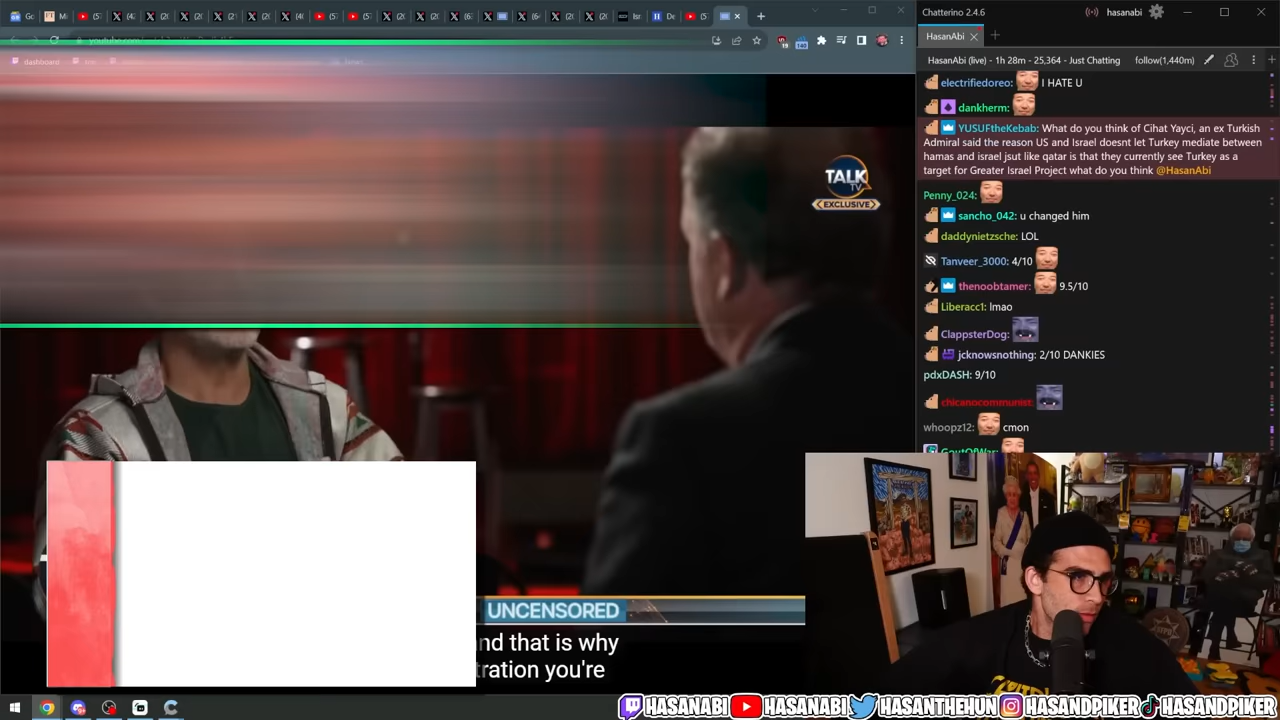 Chatterino 2.4.6
hasanabi
HasanAbi
HasanAbi (live) - 1h 28m - 25,364 - Just Chatting
follow(1,440m)
dashboard
electrifiedoreo: I HATE U
dankherm:
YUSUFtheKebab: What do you think of Cihat Yayci, an ex Turkish
Admiral said the reason US and Israel doesnt let Turkey mediate between
hamas and israel jsut like qatar is that they currently see Turkey as a
target for Greater Israel Project what do you think @HasanAbi
Penny_024:
sancho_042: u changed him
daddynietzsche: LOL
Tanveer_3000: 4/10
thenoobtamer: 9.5/10
Liberacc1: lmao
ClappsterDog:
jcknowsnothing: 2/10 DANKIES
pdxDASH: 9/10
chicanocommunist:
whoopz12: cmon
GoutOfWar:
TALK
TV
EXCLUSIVE
UNCENSORED
and that is why
tration you're
HASANABI
HASANABI
HASANTHEHUN
HASANDPIKER
HASANDPIKER